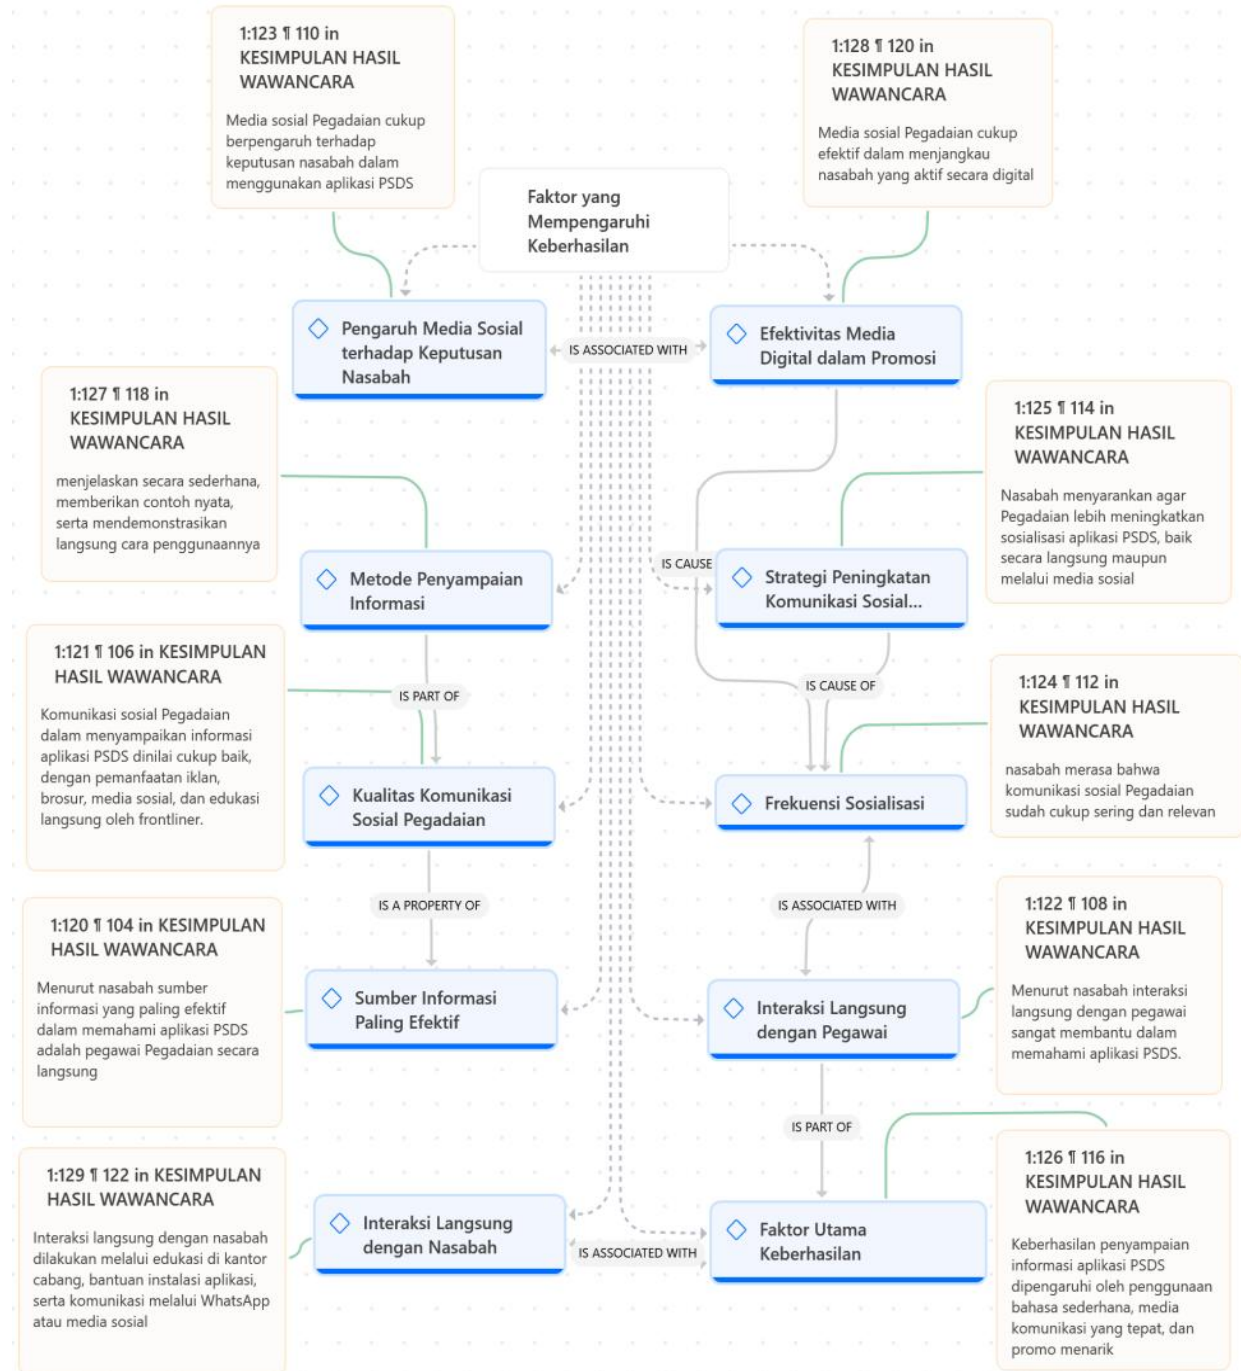 1:123 ¶ 110 in
KESIMPULAN HASIL
WAWANCARA
Media sosial Pegadaian cukup
berpengaruh terhadap
keputusan nasabah dalam
menggunakan aplikasi PSDS
1:128 ¶ 120 in
KESIMPULAN HASIL
WAWANCARA
Media sosial Pegadaian cukup
efektif dalam menjangkau
nasabah yang aktif secara digital
Faktor yang
Mempengaruhi
Keberhasilan
Pengaruh Media Sosial
terhadap Keputusan
Nasabah
IS ASSOCIATED WITH
Efektivitas Media
Digital dalam Promosi
1:127 ¶ 118 in
KESIMPULAN HASIL
WAWANCARA
menjelaskan secara sederhana,
memberikan contoh nyata,
serta mendemonstrasikan
langsung cara penggunaannya
1:125 ¶ 114 in
KESIMPULAN HASIL
WAWANCARA
Nasabah menyarankan agar
Pegadaian lebih meningkatkan
sosialisasi aplikasi PSDS, baik
secara langsung maupun
melalui media sosial
Metode Penyampaian
Informasi
IS CAUSE
Strategi Peningkatan
Komunikasi Sosial...
1:121 ¶ 106 in KESIMPULAN
HASIL WAWANCARA
Komunikasi sosial Pegadaian
dalam menyampaikan informasi
aplikasi PSDS dinilai cukup baik,
dengan pemanfaatan iklan,
brosur, media sosial, dan edukasi
langsung oleh frontliner.
IS PART OF
IS CAUSE OF
1:124 ¶ 112 in
KESIMPULAN HASIL
WAWANCARA
nasabah merasa bahwa
komunikasi sosial Pegadaian
sudah cukup sering dan relevan
Kualitas Komunikasi
Sosial Pegadaian
Frekuensi Sosialisasi
IS A PROPERTY OF
IS ASSOCIATED WITH
1:120 ¶ 104 in KESIMPULAN
HASIL WAWANCARA
Menurut nasabah sumber
informasi yang paling efektif
dalam memahami aplikasi PSDS
adalah pegawai Pegadaian secara
langsung
1:122 ¶ 108 in
KESIMPULAN HASIL
WAWANCARA
Menurut nasabah interaksi
langsung dengan pegawai
sangat membantu dalam
memahami aplikasi PSDS.
Sumber Informasi
Paling Efektif
Interaksi Langsung
dengan Pegawai
IS PART OF
1:129 ¶ 122 in KESIMPULAN
HASIL WAWANCARA
Interaksi langsung dengan nasabah
dilakukan melalui edukasi di kantor
cabang, bantuan instalasi aplikasi,
serta komunikasi melalui WhatsApp
atau media sosial
Interaksi Langsung
dengan Nasabah
IS ASSOCIATED WITH
Faktor Utama
Keberhasilan
1:126 ¶ 116 in
KESIMPULAN HASIL
WAWANCARA
Keberhasilan penyampaian
informasi aplikasi PSDS
dipengaruhi oleh penggunaan
bahasa sederhana, media
komunikasi yang tepat, dan
promo menarik